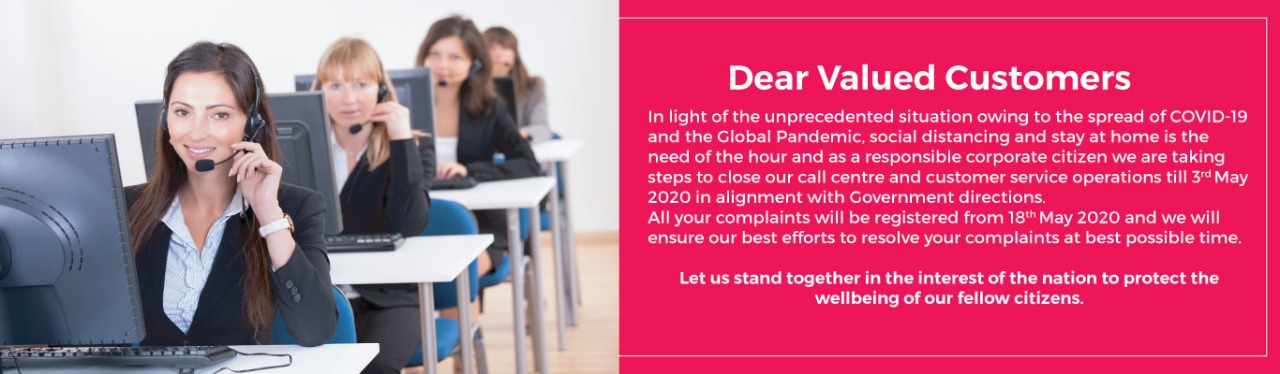 Dear Valued Customers
In light of the unprecedented situation owing to the spread of COVID-19
and the Global Pandemic, social distancing and stay at home is the
need of the hour and as a responsible corporate citizen we are taking
steps to close our call centre and customer service operations till 3rd May
2020 in alignment with Government directions.
All your complaints will be registered from 18th May 2020 and we will
ensure our best efforts to resolve your complaints at best possible time.
Let us stand together in the interest of the nation to protect the
wellbeing of our fellow citizens.